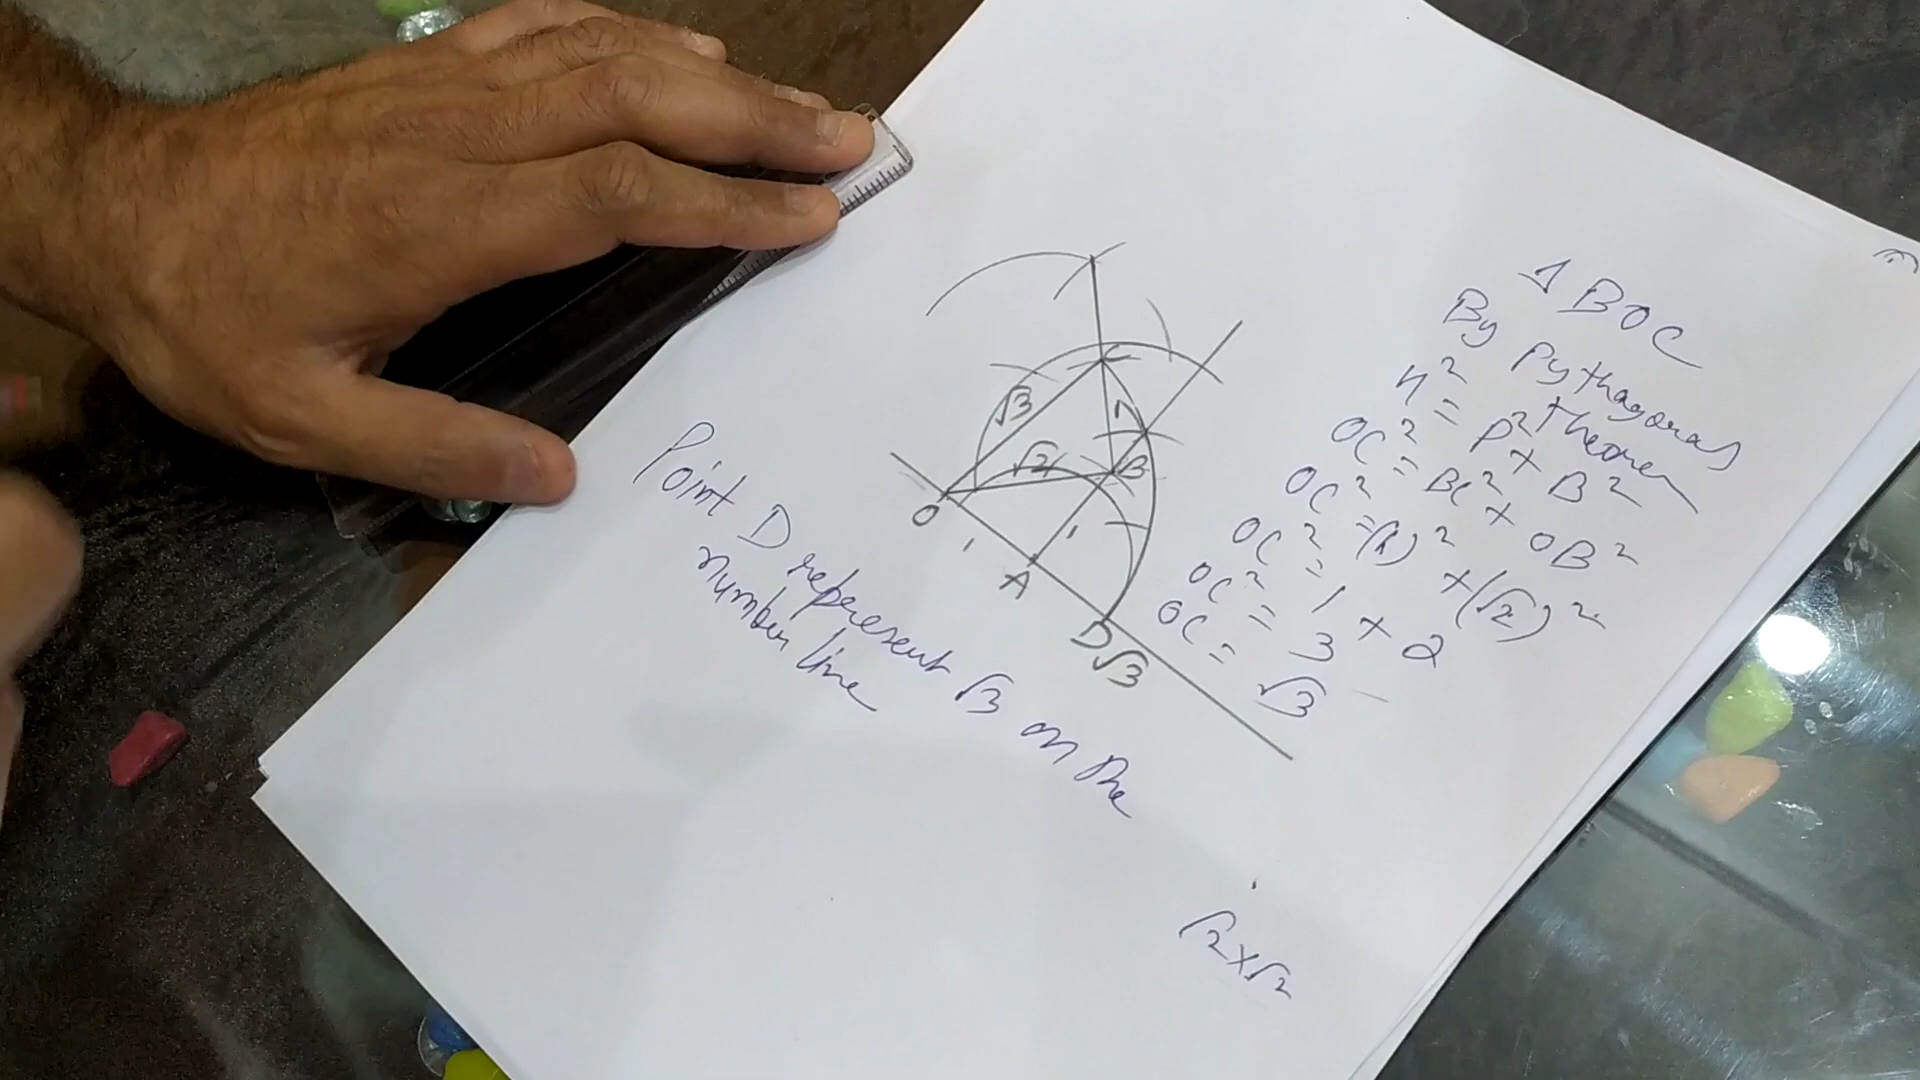 ⊥ BOC
By Pythagoras theorem
H² = P² + B²
OC² = BC² + OB²
OC² = (1)² + (√2)²
OC² = 1 + 2
OC² = 3
OC = √3
C
√3
1
√2
B
O
1
1
A
D √3
Point D represent √3 on the
number line
√2 x √2